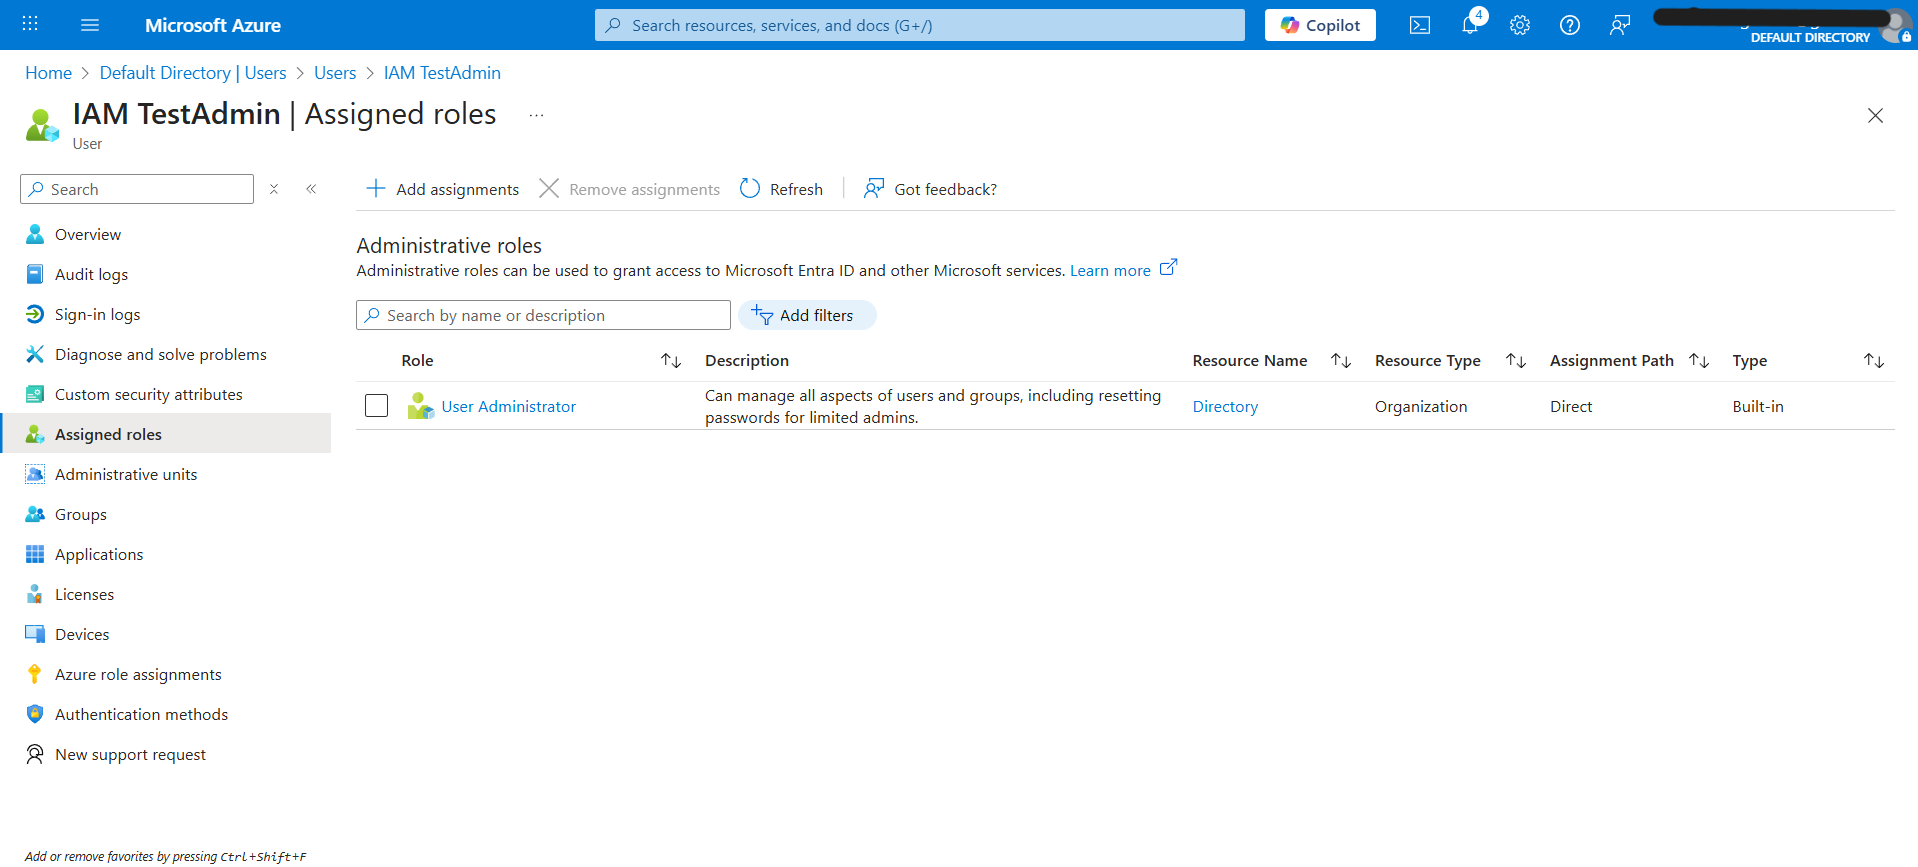 Microsoft Azure
Search resources, services, and docs (G+/)
Copilot
4
DEFAULT DIRECTORY
Home > Default Directory | Users > Users > IAM TestAdmin
IAM TestAdmin | Assigned roles ...
User
Search
Add assignments
Remove assignments
Refresh
Got feedback?
Overview
Audit logs
Sign-in logs
Diagnose and solve problems
Custom security attributes
Assigned roles
Administrative units
Groups
Applications
Licenses
Devices
Azure role assignments
Authentication methods
New support request
Add or remove favorites by pressing Ctrl+Shift+F
Administrative roles
Administrative roles can be used to grant access to Microsoft Entra ID and other Microsoft services. Learn more
Search by name or description
Add filters
Role Description Resource Name Resource Type Assignment Path Type
User Administrator
Can manage all aspects of users and groups, including resetting
passwords for limited admins.
Directory
Organization
Direct
Built-in